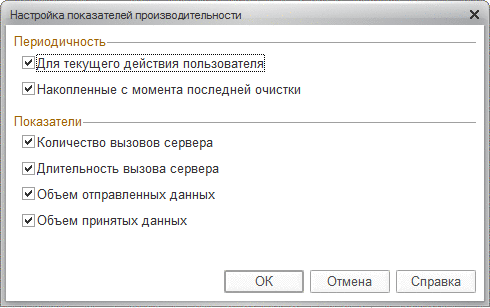 Настройка показателей производительности
Периодичность
Для текущего действия пользователя
Накопленные с момента последней очистки
Показатели
Количество вызовов сервера
Длительность вызова сервера
Объем отправленных данных
Объем принятых данных
ОК Отмена Справка